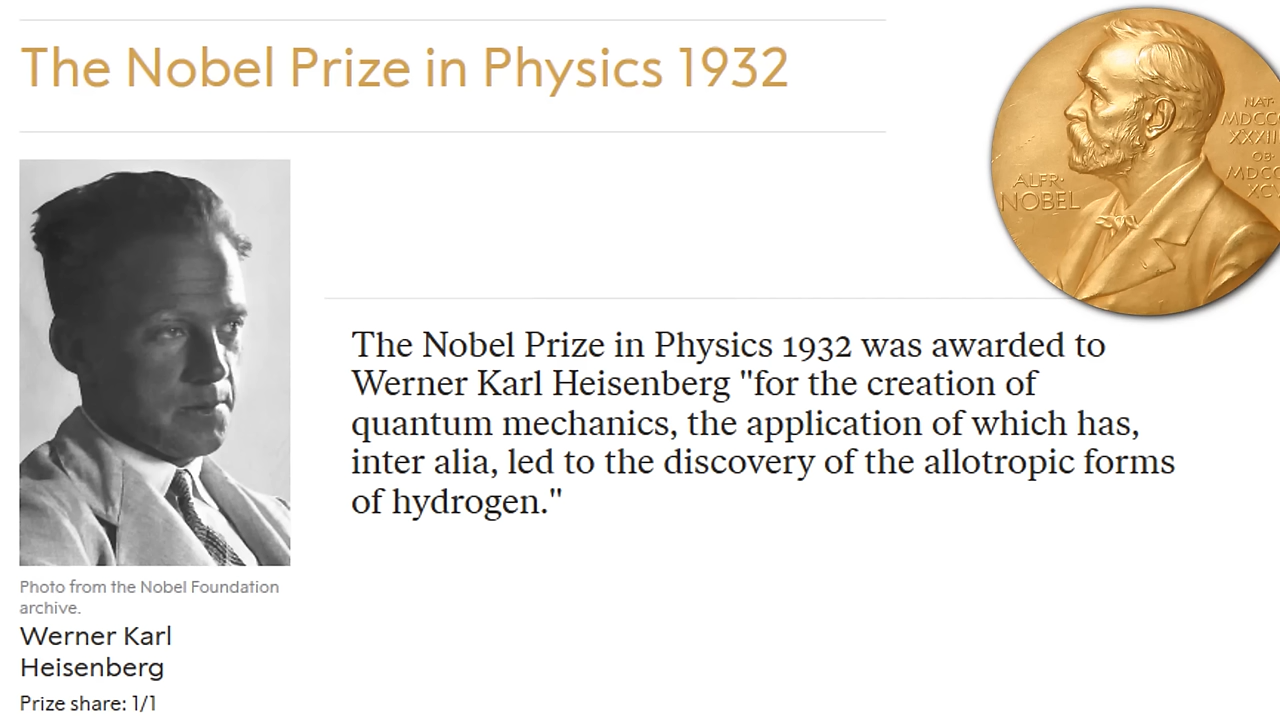 The Nobel Prize in Physics 1932
NAT·
MDCCC
XXXIII
OB·
MDCCC
XCV
ALFR·
NOBEL
The Nobel Prize in Physics 1932 was awarded to
Werner Karl Heisenberg "for the creation of
quantum mechanics, the application of which has,
inter alia, led to the discovery of the allotropic forms
of hydrogen."
Photo from the Nobel Foundation
archive.
Werner Karl
Heisenberg
Prize share: 1/1